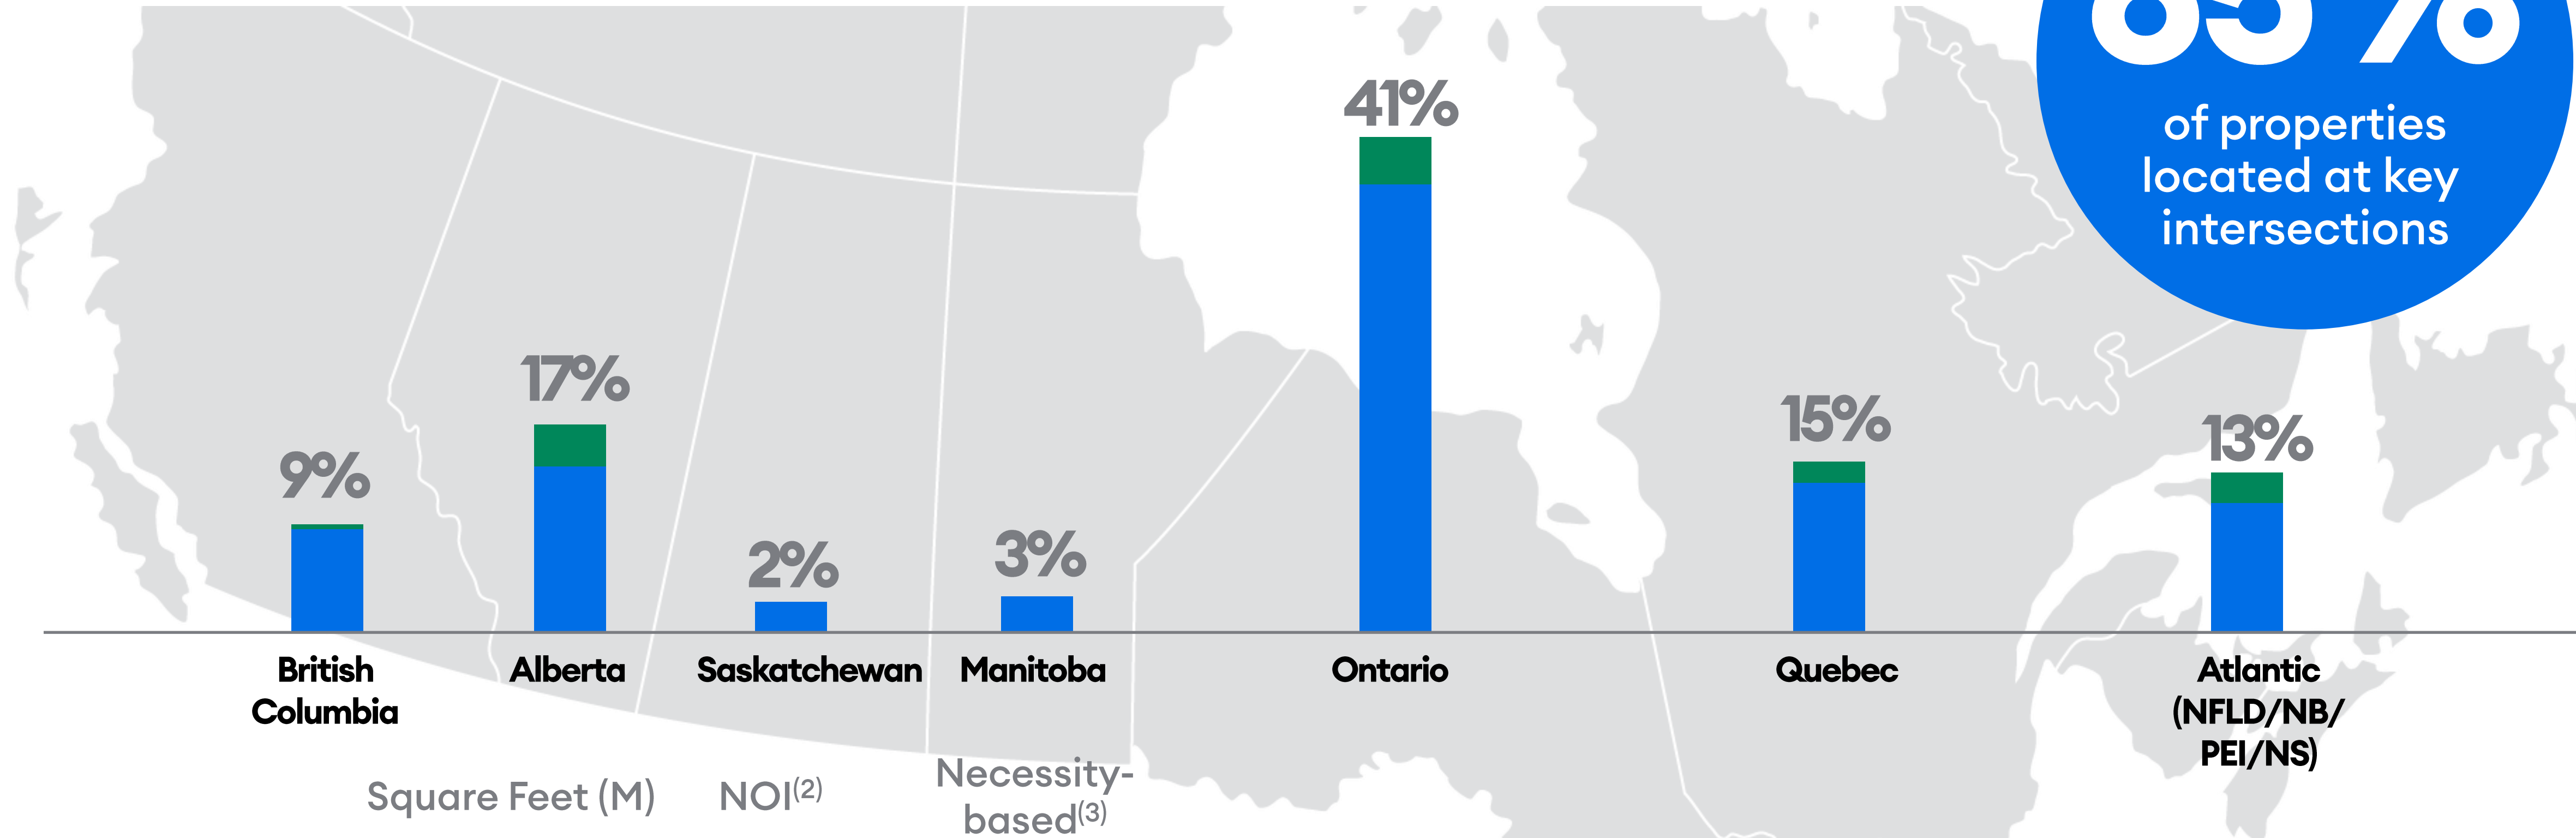 of properties
located at key
intersections
41%
17%
15%
13%
9%
3%
2%
British
Columbia
Alberta
Saskatchewan
Manitoba
Ontario
Quebec
Atlantic
(NFLD/NB/
PEI/NS)
Square Feet (M)
NOI(2)
Necessity-
based(3)